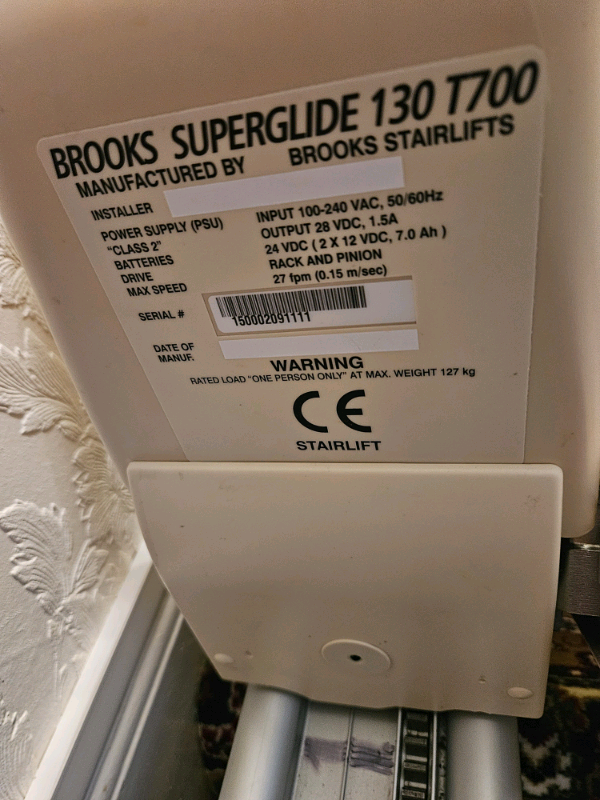 BROOKS SUPERGLIDE 130 T700
MANUFACTURED BY BROOKS STAIRLIFTS
INSTALLER
POWER SUPPLY (PSU) INPUT 100-240 VAC, 50/60Hz
"CLASS 2" OUTPUT 28 VDC, 1.5A
BATTERIES 24 VDC ( 2 X 12 VDC, 7.0 Ah )
DRIVE RACK AND PINION
MAX SPEED 27 fpm (0.15 m/sec)
SERIAL # 150002091111
DATE OF
MANUF.
WARNING
RATED LOAD "ONE PERSON ONLY" AT MAX. WEIGHT 127 kg
CE
STAIRLIFT